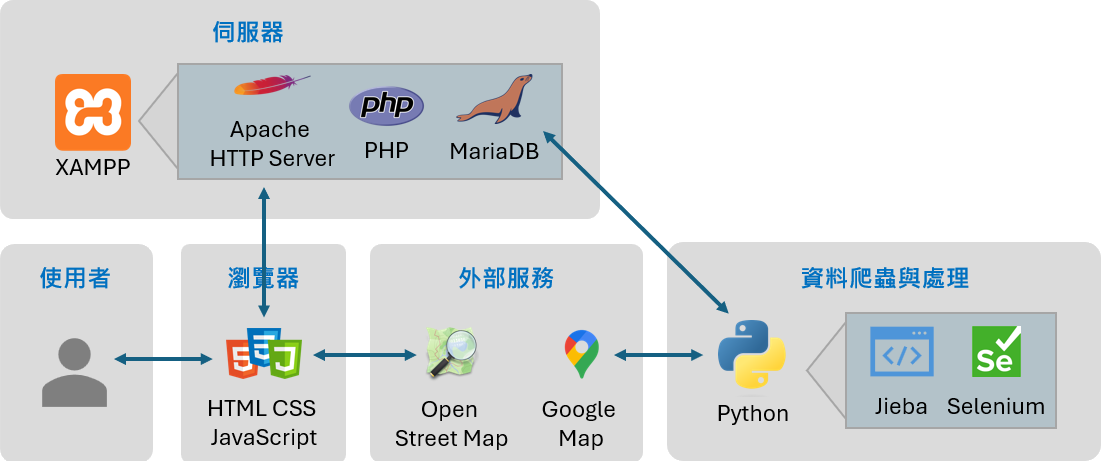 伺服器
XAMPP
Apache
HTTP Server
php
PHP
MariaDB
使用者
瀏覽器
5 3 J
HTML CSS
JavaScript
外部服務
Open
Street Map
Google
Map
資料爬蟲與處理
Python
</>
Jieba
Se
Selenium